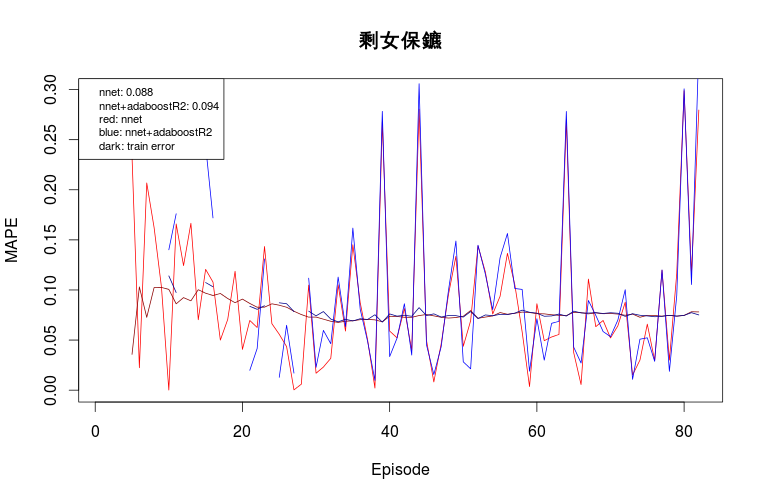 剩女保鑣
nnet: 0.088
nnet+adaboostR2: 0.094
red: nnet
blue: nnet+adaboostR2
dark: train error
MAPE
0.30
0.25
0.20
0.15
0.10
0.05
0.00
0 20 40 60 80
Episode